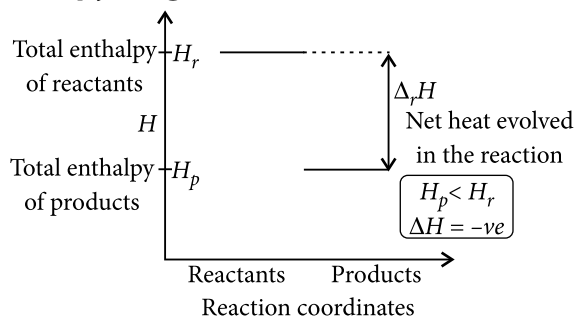 Total enthalpy
of reactants
H_r
Δ_rH
Net heat evolved
in the reaction
H
Total enthalpy
of products
H_p
H_p < H_r
ΔH = –ve
Reactants
Products
Reaction coordinates